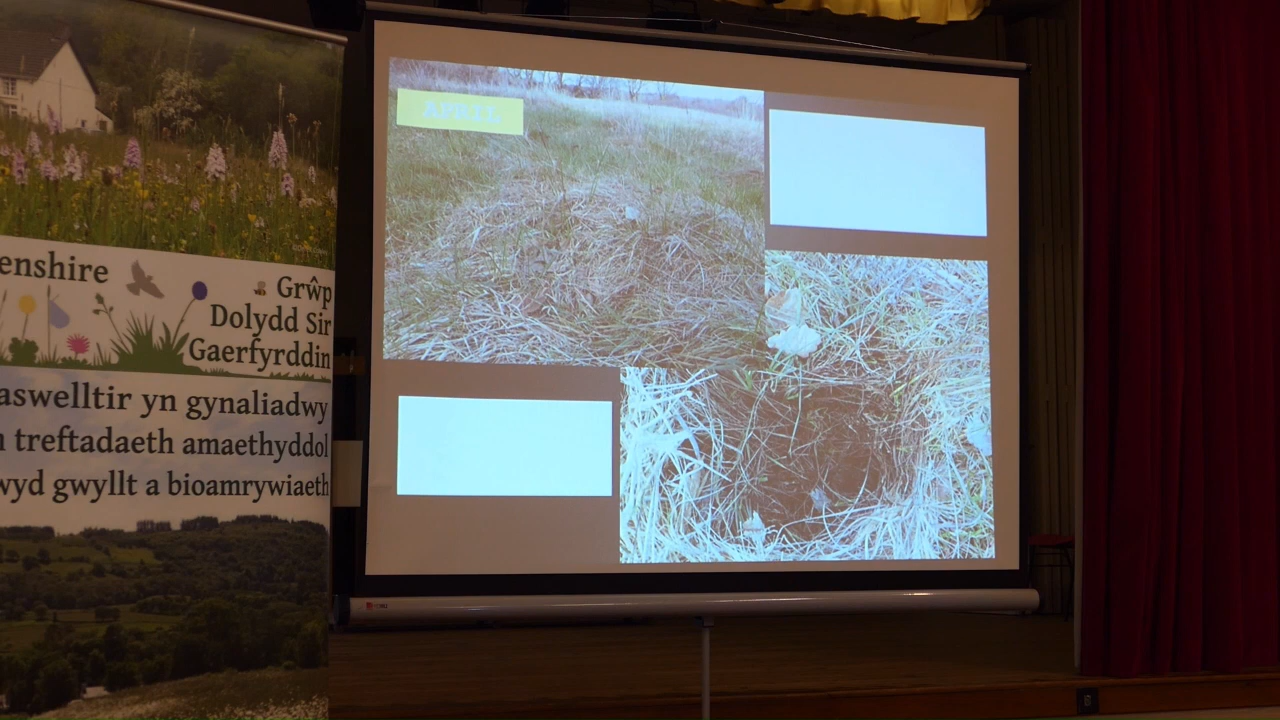 enshire
Grŵp
Dolydd Sir
Gaerfyrddin
aswelltir yn gynaliadwy
n treftadaeth amaethyddol
wyd gwyllt a bioamrywiaeth
APRIL